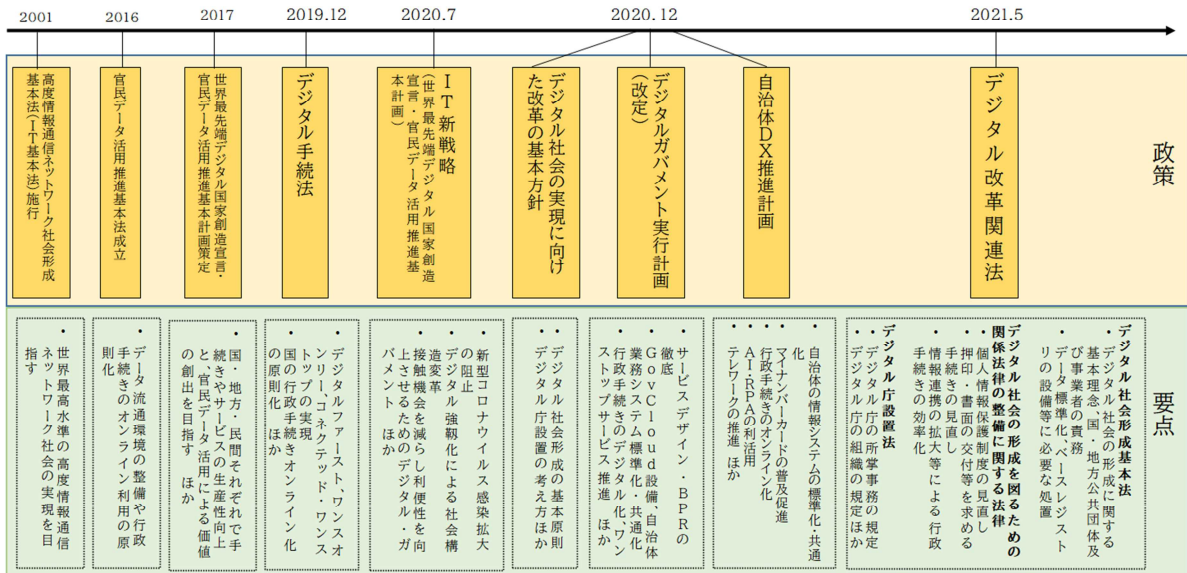 2001
2016
2017
2019.12
2020.7
2020.12
2021.5
高度情報通信ネットワーク社会形成
基本法(IT基本法)施行
官民データ活用推進基本法成立
世界最先端デジタル国家創造宣言・
官民データ活用推進基本計画策定
デジタル手続法
IT新戦略
(世界最先端デジタル国家創造
宣言・官民データ活用推進基
本計画)
デジタル社会の実現に向け
た改革の基本方針
デジタルガバメント実行計画
(改定)
自治体DX推進計画
デジタル改革関連法
政策
・世界最高水準の高度情報通信
ネットワーク社会の実現を目
指す
・データ流通環境の整備や行政
手続きのオンライン利用の原
則化
・国・地方・民間それぞれで手
続きやサービスの生産性向上
と、官民データ活用による価値
の創出を目指す ほか
・デジタルファースト、ワンスオ
ンリー、コネクテッド・ワンス
トップの実現
・国の行政手続きオンライン化
の原則化 ほか
・新型コロナウイルス感染拡大
の阻止
・デジタル強靭化による社会構
造変革
・接触機会を減らし利便性を向
上させるためのデジタル・ガ
バメント ほか
・デジタル社会形成の基本原則
・デジタル庁設置の考え方ほか
・サービスデザイン・BPRの
徹底
・GovCloud設備、自治体
業務システム標準化・共通化
・行政手続きのデジタル化、ワン
ストップサービス推進 ほか
・自治体の情報システムの標準化・共通
化
・マイナンバーカードの普及促進
・行政手続きのオンライン化
・AI・RPAの利活用
・テレワークの推進 ほか
デジタル社会形成基本法
・デジタル社会の形成に関する
基本理念、国・地方公共団体及
び事業者の責務
・データ標準化、ベースレジスト
リの設備等に必要な処置
デジタル社会の形成を図るための
関係法律の整備に関する法律
・個人情報保護制度の見直し
・押印・書面の交付等を求める
手続きの見直し
・情報連携の拡大等による行政
手続きの効率化
デジタル庁設置法
・デジタル庁の所掌事務の規定
・デジタル庁の組織の規定ほか
要点